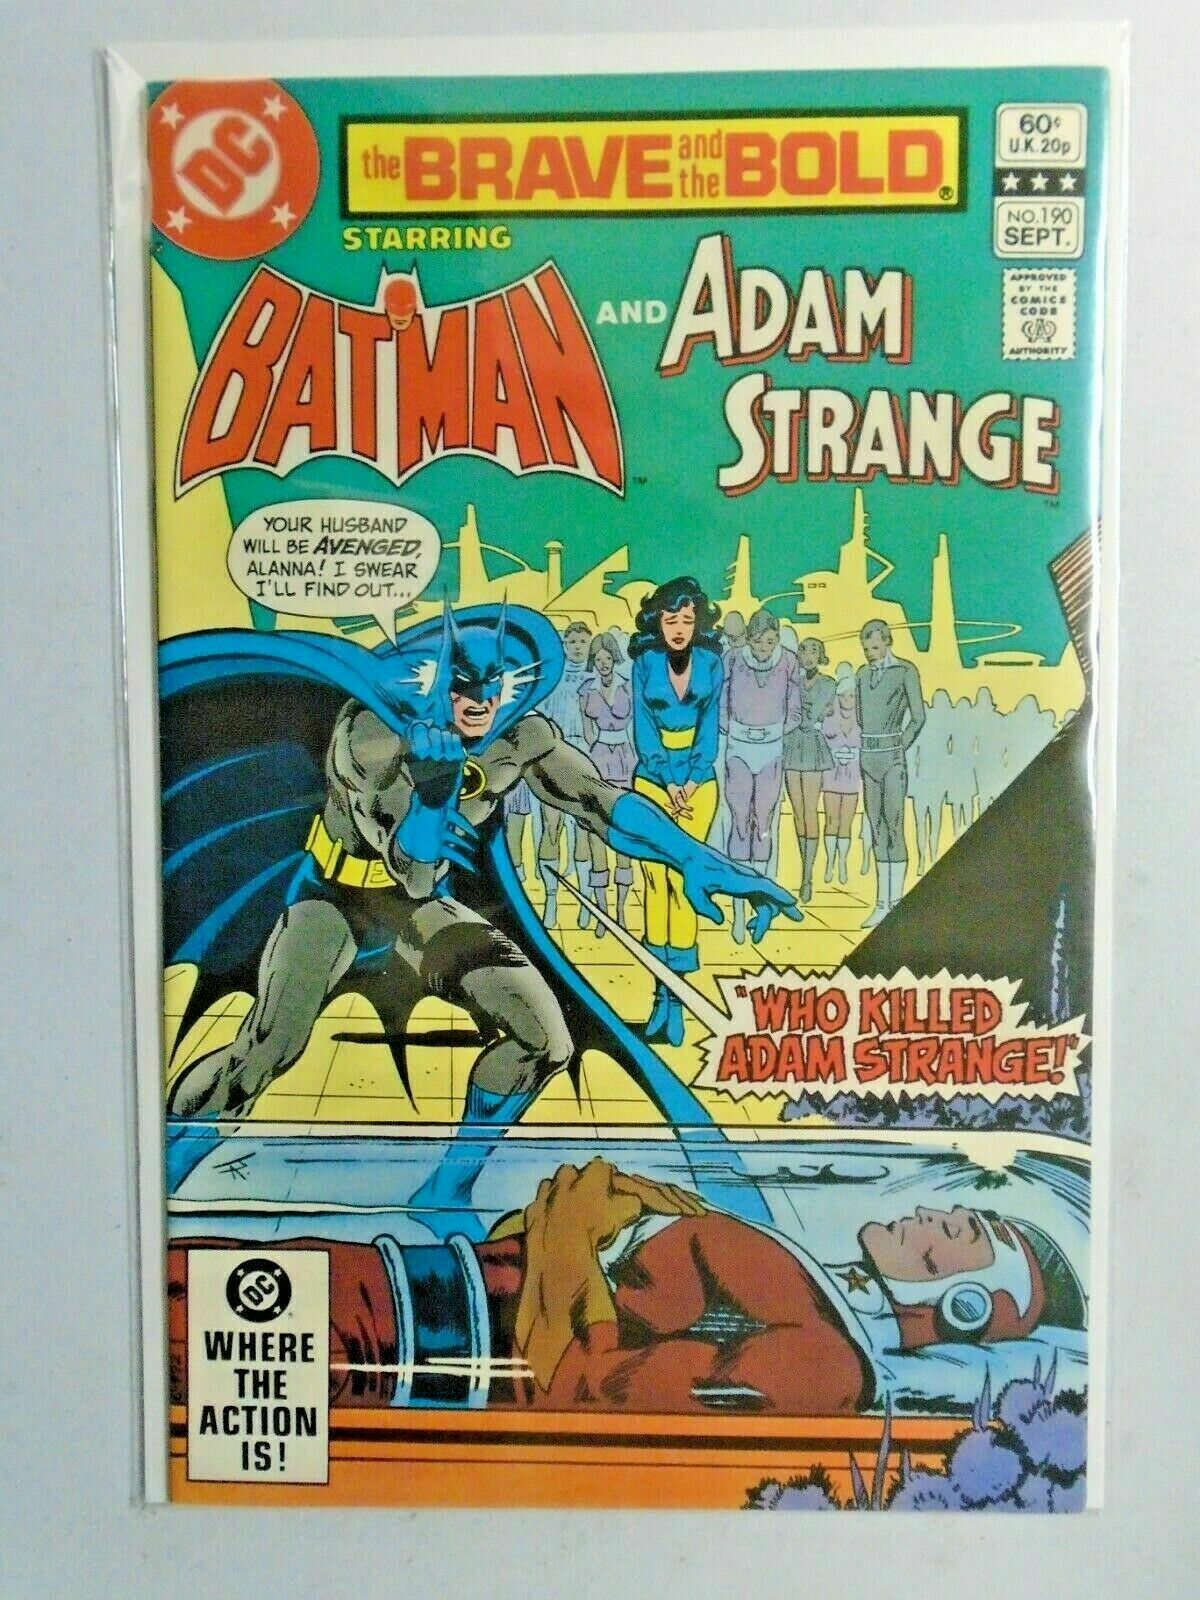 DC
the BRAVE and the BOLD®
60¢
U.K. 20p
NO. 190
SEPT.
APPROVED
BY THE
COMICS
CODE
AUTHORITY
STARRING
BATMAN™
AND
ADAM
STRANGE™
YOUR HUSBAND
WILL BE AVENGED,
ALANNA! I SWEAR
I'LL FIND OUT...
"WHO KILLED
ADAM STRANGE!"
DC
WHERE
THE
ACTION
IS!